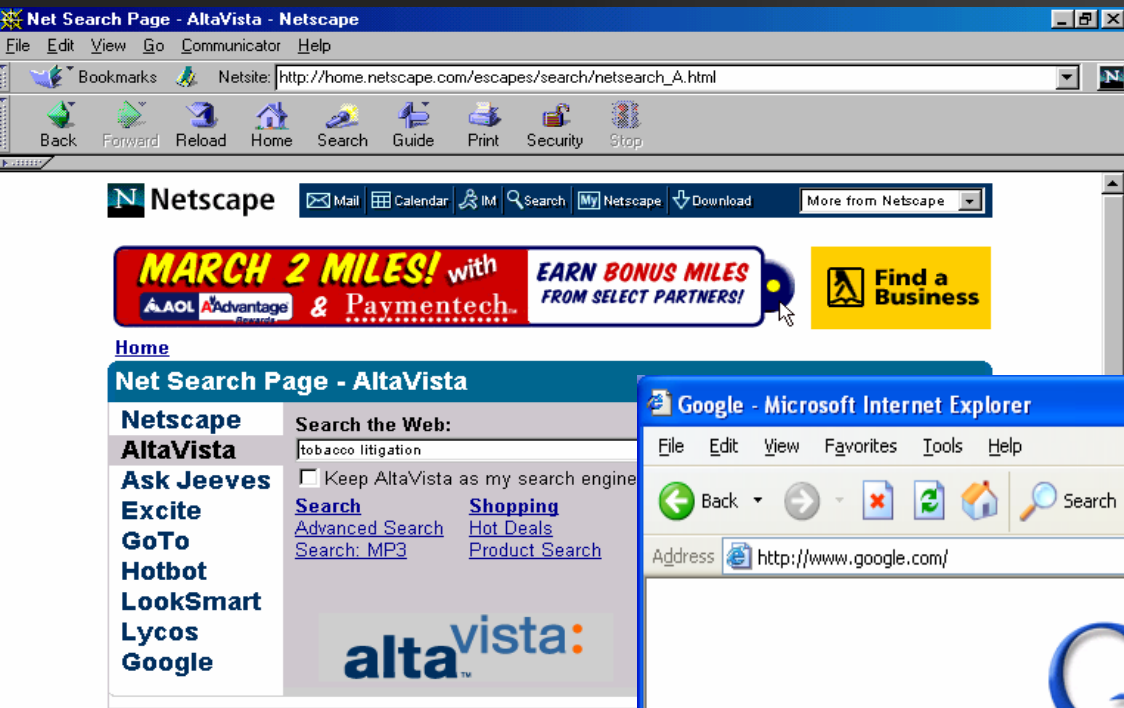 Net Search Page - AltaVista - Netscape
File Edit View Go Communicator Help
Bookmarks Netsite: http://home.netscape.com/escapes/search/netsearch_A.html N
Back Forward Reload Home Search Guide Print Security Stop
N Netscape Mail Calendar IM Search My Netscape Download More from Netscape
MARCH 2 MILES! with
AOL AAdvantage Rewards & Paymentech™
EARN BONUS MILES
FROM SELECT PARTNERS!
Find a
Business
Home
Net Search Page - AltaVista
Netscape
AltaVista
Ask Jeeves
Excite
GoTo
Hotbot
LookSmart
Lycos
Google
Search the Web:
tobacco litigation
Keep AltaVista as my search engine
Search Shopping
Advanced Search Hot Deals
Search: MP3 Product Search
altavista:™
Google - Microsoft Internet Explorer
File Edit View Favorites Tools Help
Back Search
Address http://www.google.com/
G